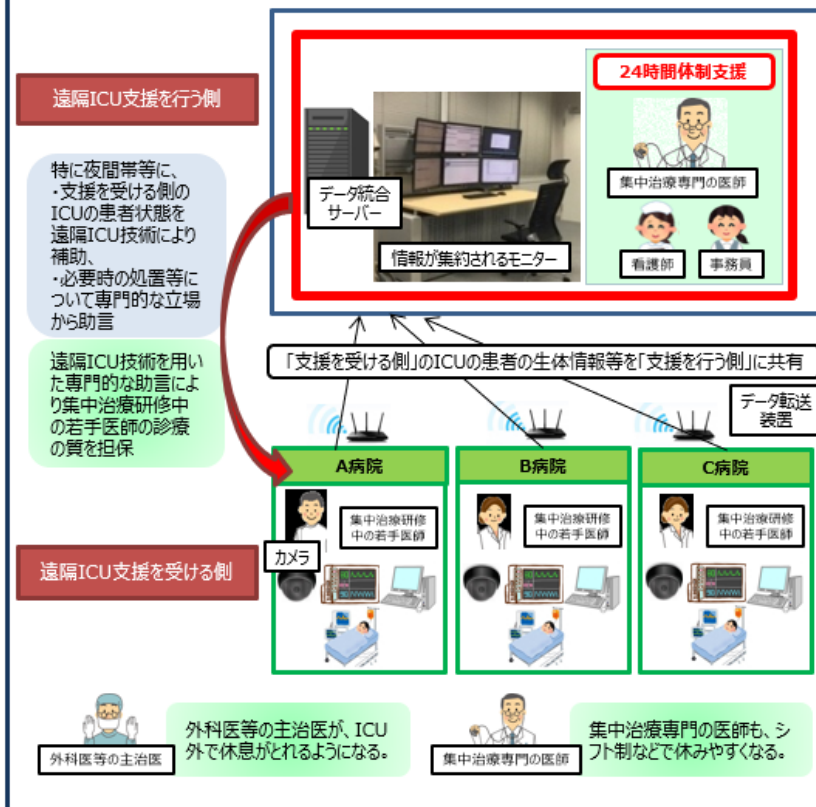 遠隔ICU支援を行う側
24時間体制支援
集中治療専門の医師
データ統合
サーバー
情報が集約されるモニター
看護師
事務員
特に夜間帯等に、
・支援を受ける側の
ICUの患者状態を
遠隔ICU技術により
補助、
・必要時の処置等に
ついて専門的な立場
から助言
遠隔ICU技術を用い
た専門的な助言によ
り集中治療研修中
の若手医師の診療
の質を担保
「支援を受ける側」のICUの患者の生体情報等を「支援を行う側」に共有
データ転送
装置
A病院
B病院
C病院
集中治療研修
中の若手医師
集中治療研修
中の若手医師
集中治療研修
中の若手医師
カメラ
遠隔ICU支援を受ける側
外科医等の主治医
外科医等の主治医が、ICU
外で休息がとれるようになる。
集中治療専門の医師
集中治療専門の医師も、シ
フト制などで休みやすくなる。